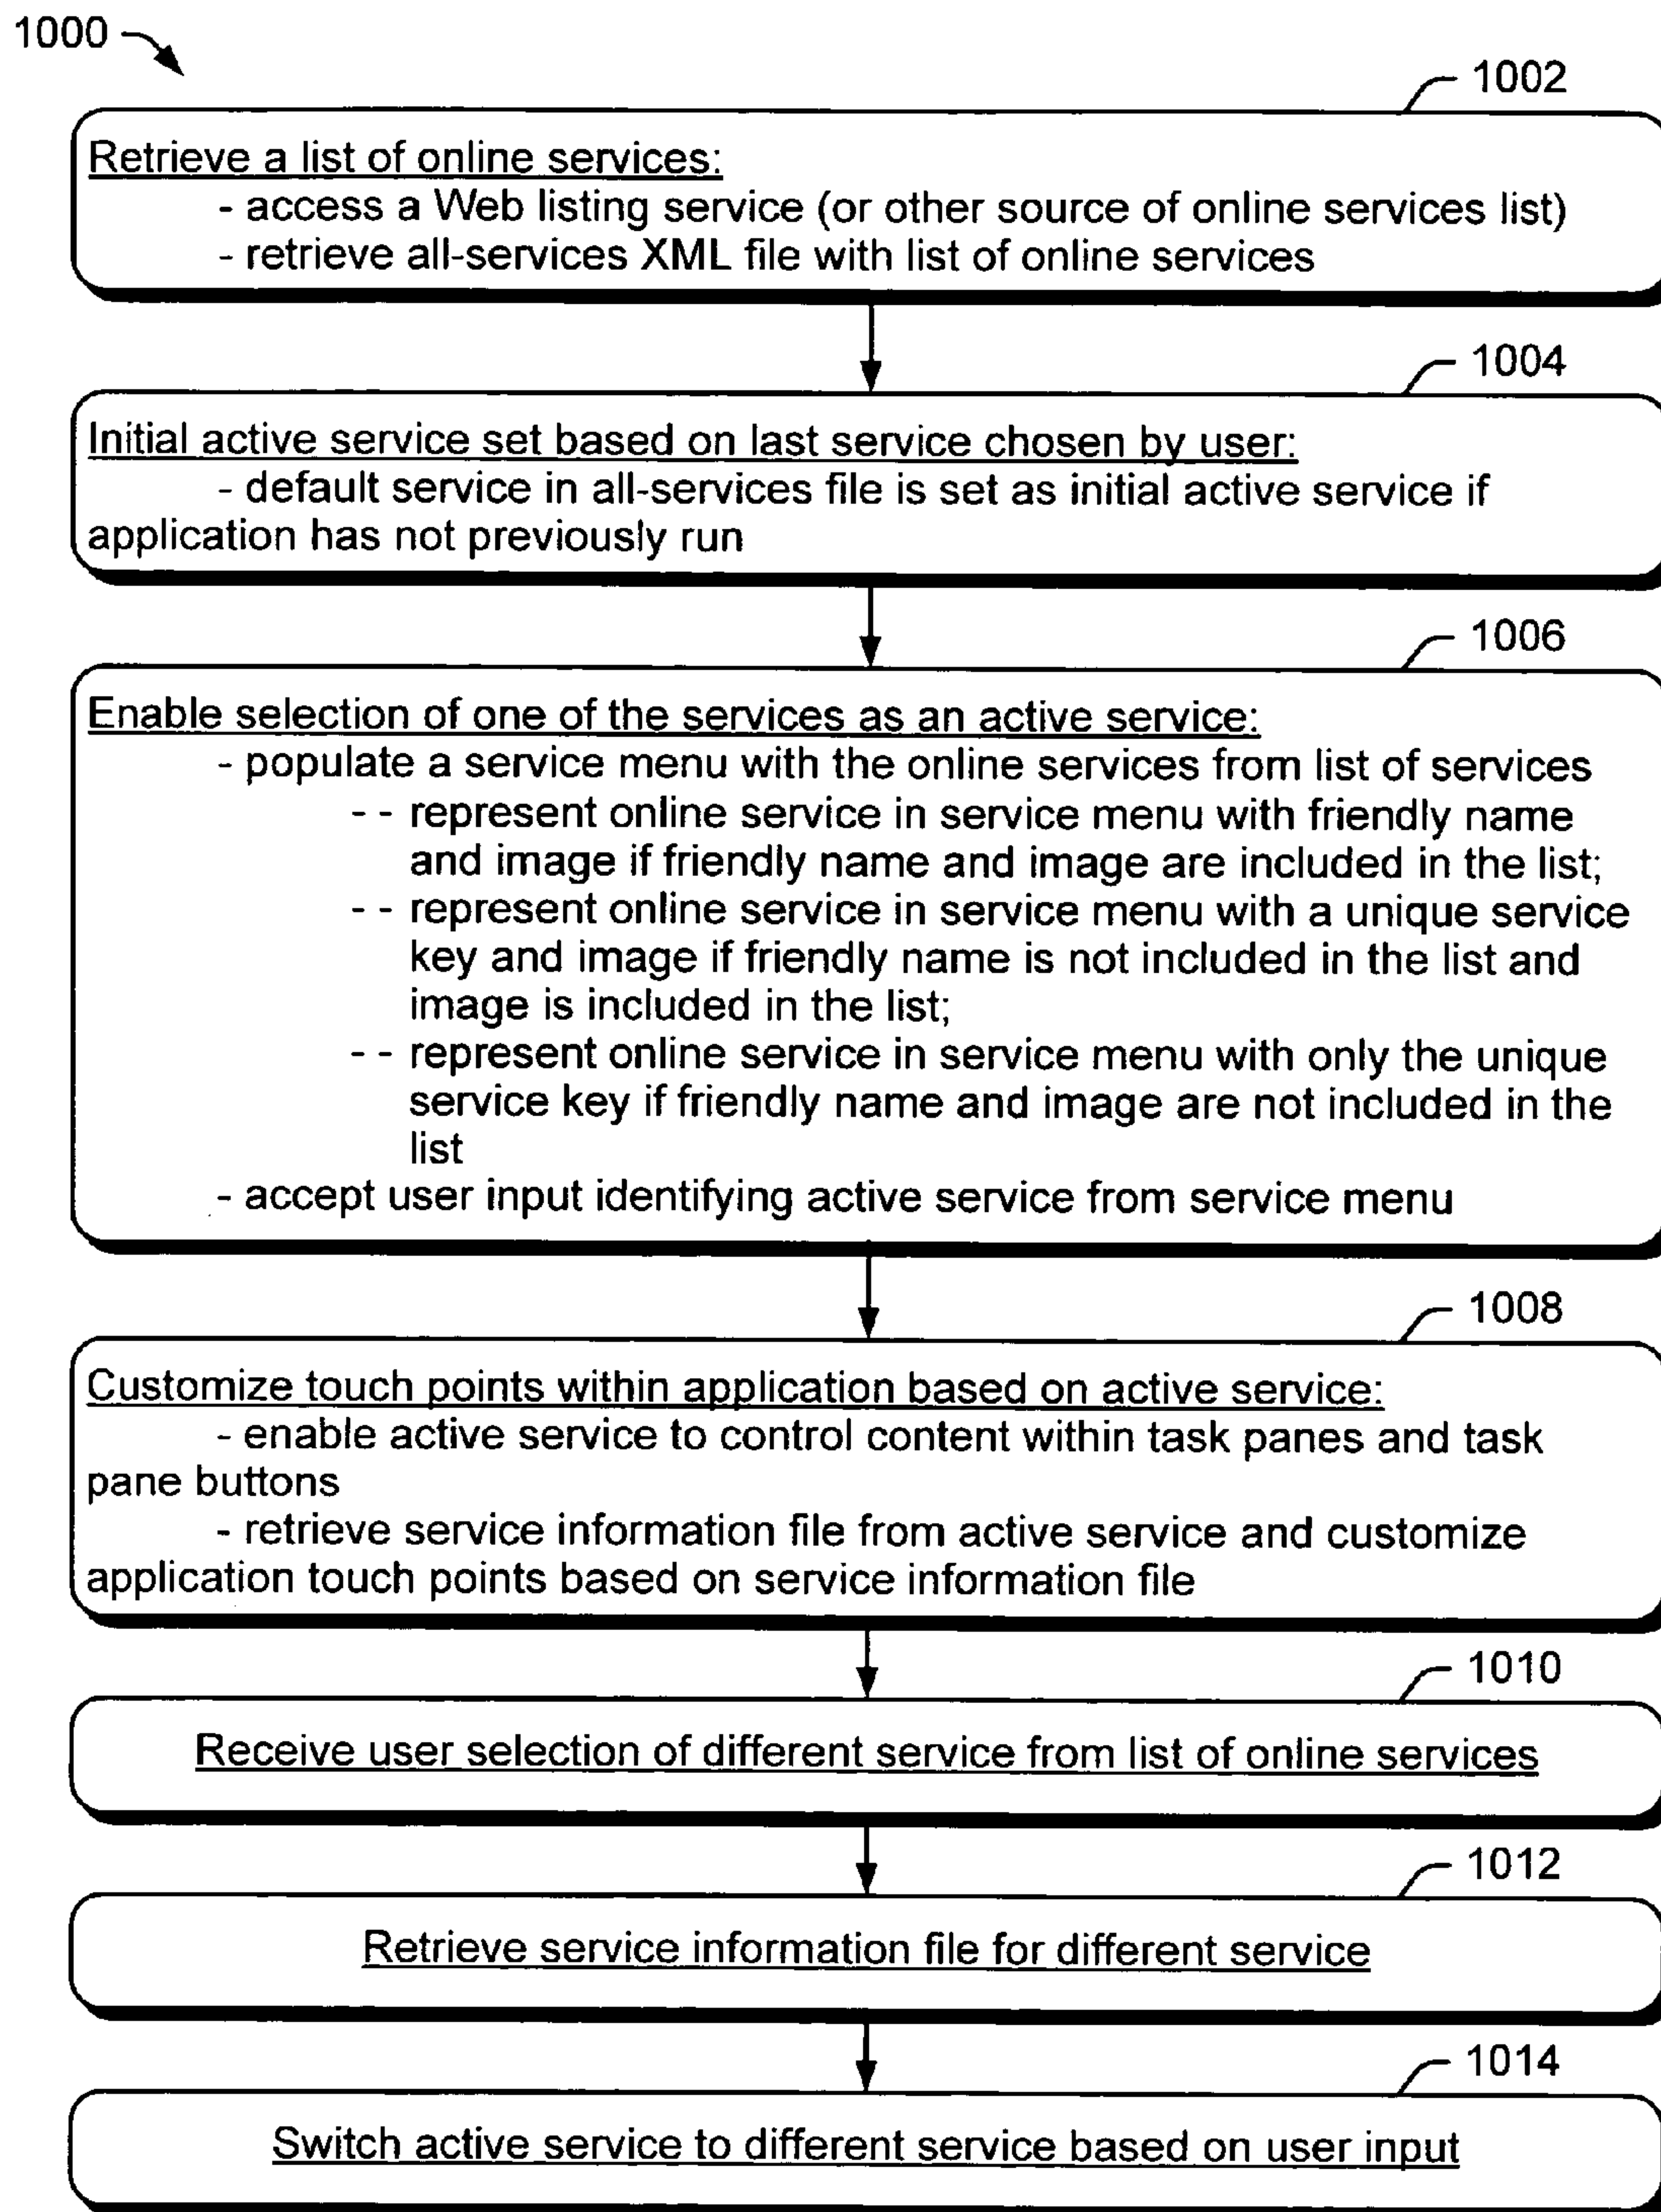 1000
1002
Retrieve a list of online services:
- access a Web listing service (or other source of online services list)
- retrieve all-services XML file with list of online services
1004
Initial active service set based on last service chosen by user:
- default service in all-services file is set as initial active service if
application has not previously run
1006
Enable selection of one of the services as an active service:
- populate a service menu with the online services from list of services
- - represent online service in service menu with friendly name
and image if friendly name and image are included in the list;
- - represent online service in service menu with a unique service
key and image if friendly name is not included in the list and
image is included in the list;
- - represent online service in service menu with only the unique
service key if friendly name and image are not included in the
list
- accept user input identifying active service from service menu
1008
Customize touch points within application based on active service:
- enable active service to control content within task panes and task
pane buttons
- retrieve service information file from active service and customize
application touch points based on service information file
1010
Receive user selection of different service from list of online services
1012
Retrieve service information file for different service
1014
Switch active service to different service based on user input